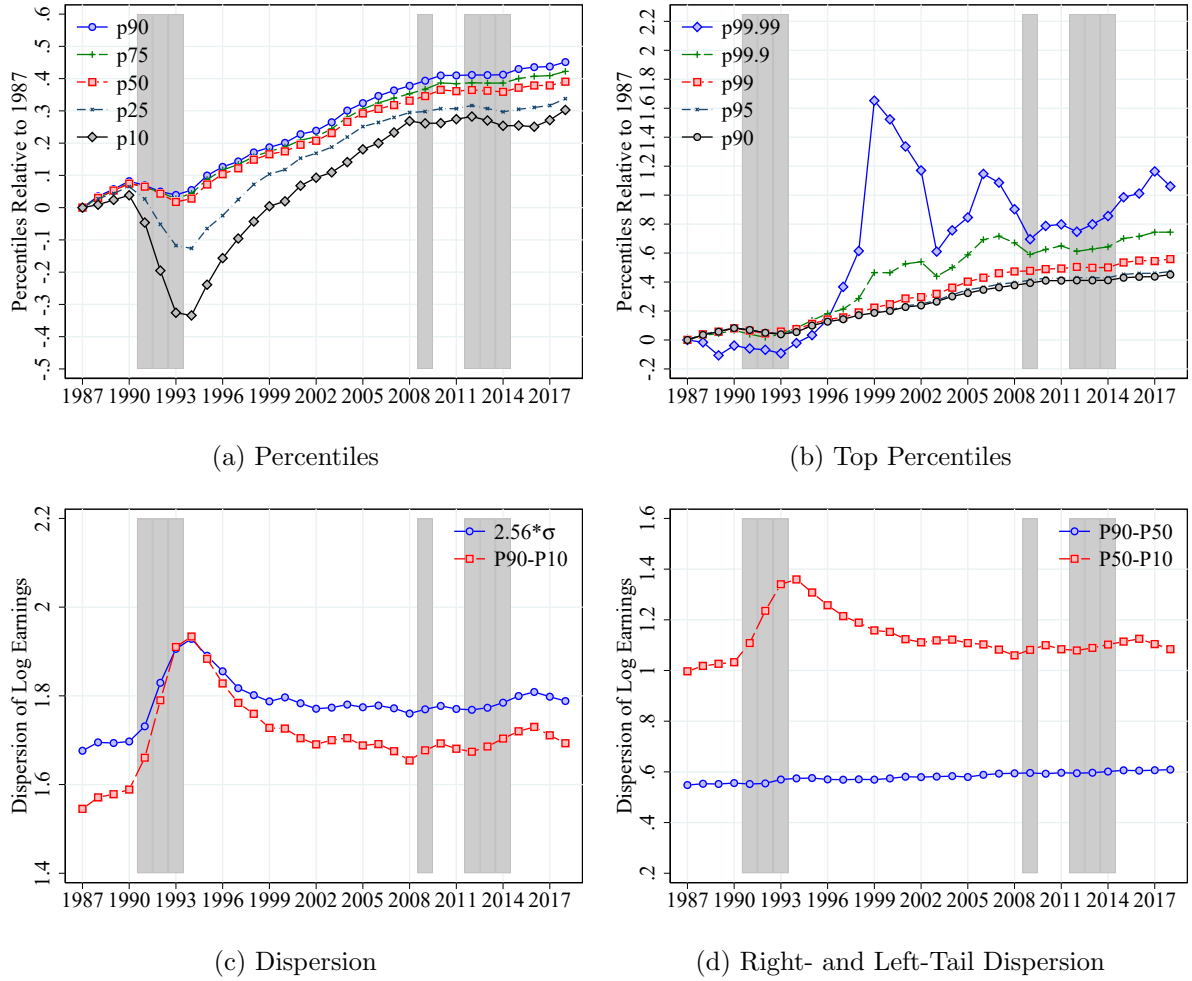 Percentiles Relative to 1987
.6
.5
.4
.3
.2
.1
0
-.1
-.2
-.3
-.4
-.5
p90
p75
p50
p25
p10
1987 1990 1993 1996 1999 2002 2005 2008 2011 2014 2017
(a) Percentiles
Percentiles Relative to 1987
2.2
2
1.8
1.6
1.4
1.2
1
.8
.6
.4
.2
0
-.2
p99.99
p99.9
p99
p95
p90
1987 1990 1993 1996 1999 2002 2005 2008 2011 2014 2017
(b) Top Percentiles
Dispersion of Log Earnings
2.2
2
1.8
1.6
1.4
2.56*σ
P90-P10
1987 1990 1993 1996 1999 2002 2005 2008 2011 2014 2017
(c) Dispersion
Dispersion of Log Earnings
1.6
1.4
1.2
1
.8
.6
.4
.2
P90-P50
P50-P10
1987 1990 1993 1996 1999 2002 2005 2008 2011 2014 2017
(d) Right- and Left-Tail Dispersion